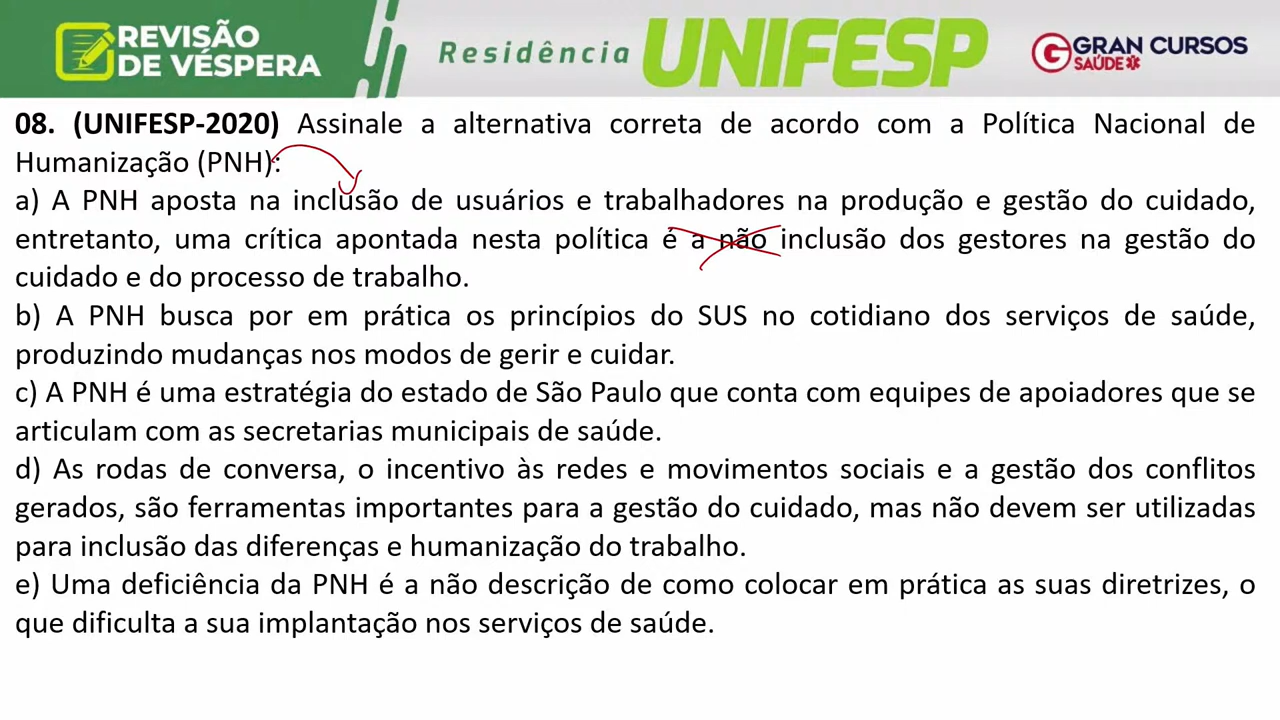 REVISÃO
DE VÉSPERA
Residência UNIFESP
GRAN CURSOS
SAÚDE
08. (UNIFESP-2020) Assinale a alternativa correta de acordo com a Política Nacional de
Humanização (PNH):
a) A PNH aposta na inclusão de usuários e trabalhadores na produção e gestão do cuidado,
entretanto, uma crítica apontada nesta política é a não inclusão dos gestores na gestão do
cuidado e do processo de trabalho.
b) A PNH busca por em prática os princípios do SUS no cotidiano dos serviços de saúde,
produzindo mudanças nos modos de gerir e cuidar.
c) A PNH é uma estratégia do estado de São Paulo que conta com equipes de apoiadores que se
articulam com as secretarias municipais de saúde.
d) As rodas de conversa, o incentivo às redes e movimentos sociais e a gestão dos conflitos
gerados, são ferramentas importantes para a gestão do cuidado, mas não devem ser utilizadas
para inclusão das diferenças e humanização do trabalho.
e) Uma deficiência da PNH é a não descrição de como colocar em prática as suas diretrizes, o
que dificulta a sua implantação nos serviços de saúde.